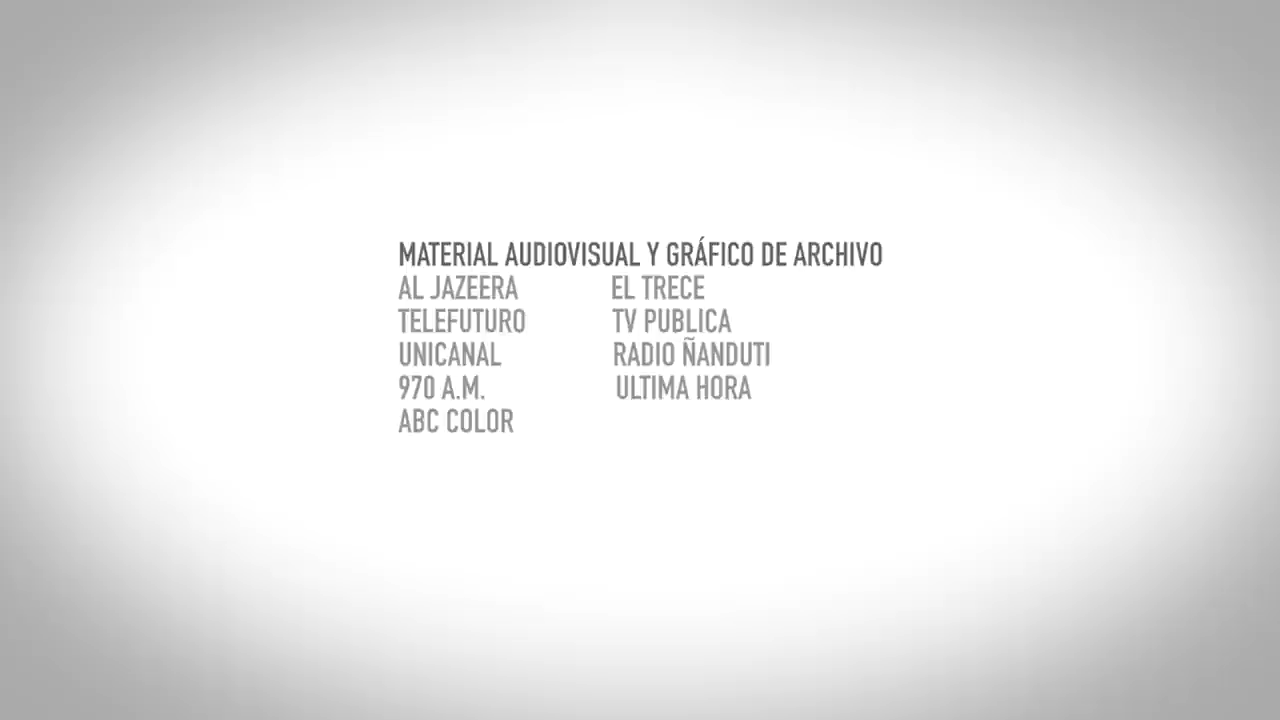 MATERIAL AUDIOVISUAL Y GRÁFICO DE ARCHIVO
AL JAZEERA EL TRECE
TELEFUTURO TV PUBLICA
UNICANAL RADIO ÑANDUTI
970 A.M. ULTIMA HORA
ABC COLOR